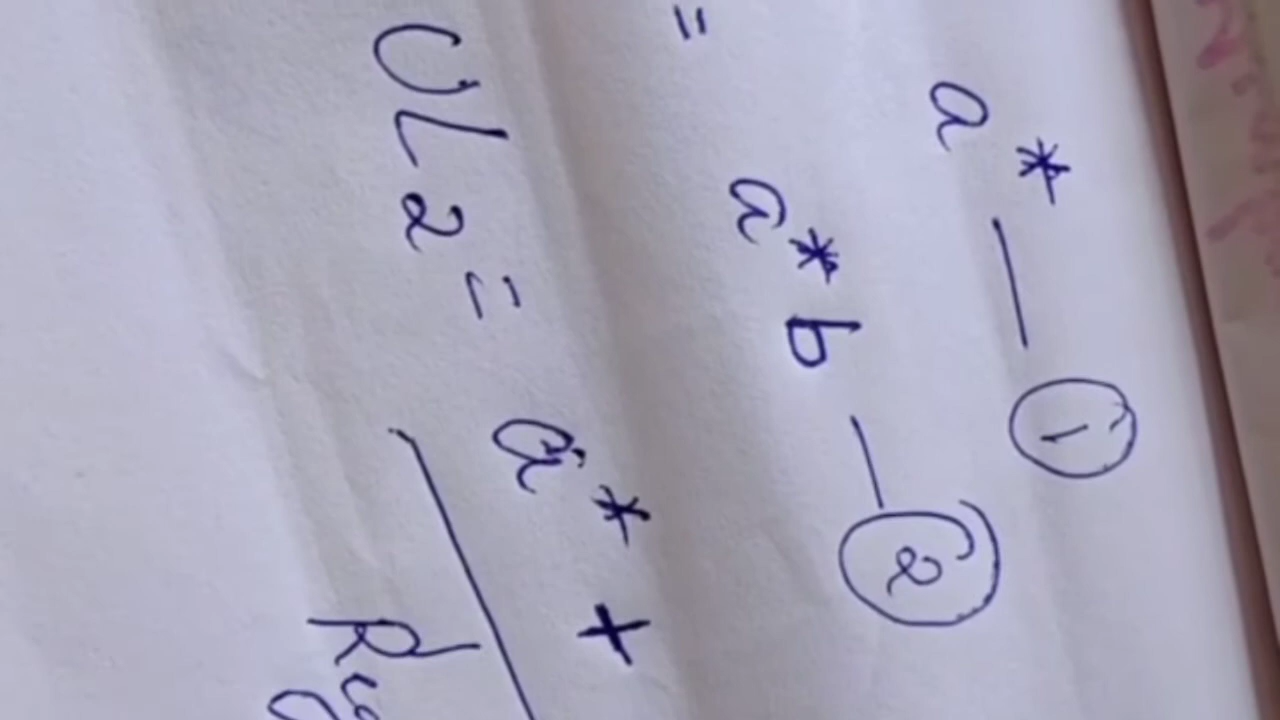 a* — ①
= a*b — ②
UL2 = a* +